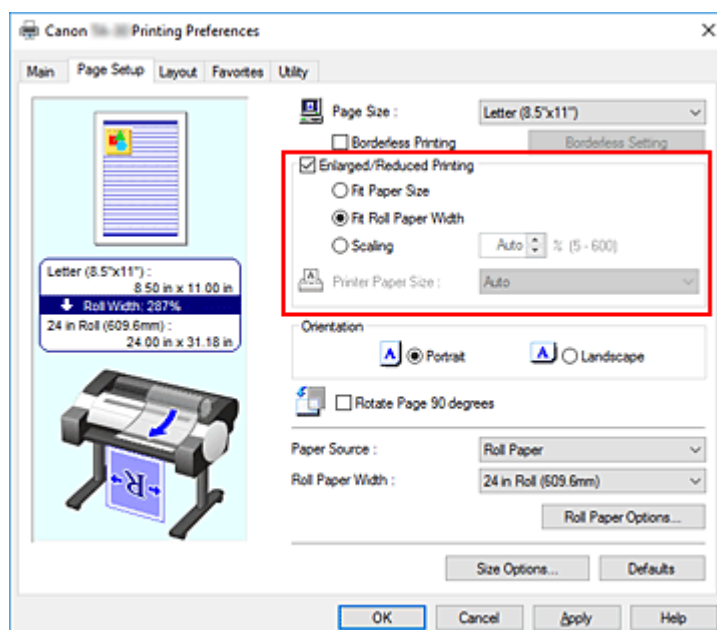 Canon Printing Preferences
Main Page Setup Layout Favorites Utility
Page Size : Letter (8.5"x11")
Borderless Printing Borderless Setting
Enlarged/Reduced Printing
Fit Paper Size
Fit Roll Paper Width
Scaling Auto % (5 - 600)
Printer Paper Size : Auto
Letter (8.5"x11") :
8.50 in x 11.00 in
Roll Width: 287%
24 in Roll (609.6mm) :
24.00 in x 31.18 in
Orientation
A Portrait A Landscape
Rotate Page 90 degrees
R
Paper Source : Roll Paper
Roll Paper Width : 24 in Roll (609.6mm)
Roll Paper Options...
Size Options... Defaults
OK Cancel Apply Help